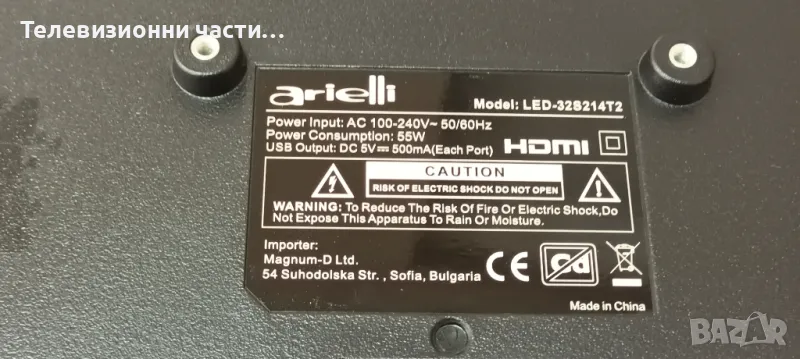 Телевизионни части...
arielli
Model: LED-32S214T2
Power Input: AC 100-240V~ 50/60Hz
Power Consumption: 55W
USB Output: DC 5V⎓500mA(Each Port)
HDMI
CAUTION
RISK OF ELECTRIC SHOCK DO NOT OPEN
WARNING: To Reduce The Risk Of Fire Or Electric Shock,Do
Not Expose This Apparatus To Rain Or Moisture.
Importer:
Magnum-D Ltd.
54 Suhodolska Str. , Sofia, Bulgaria
CE
Cd
Made in China
BAZAR